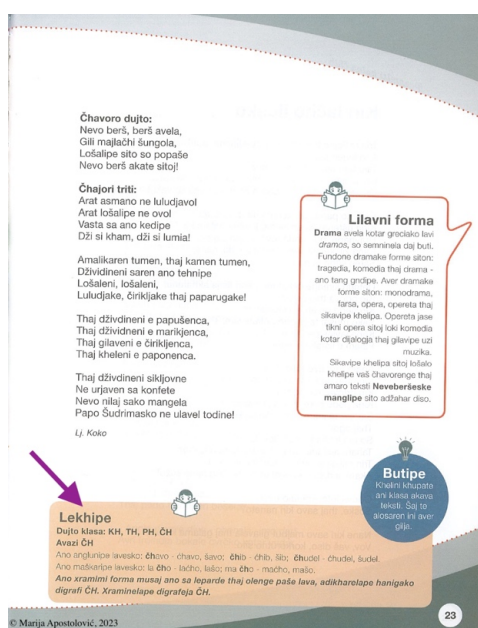 Čhavoro dujto:
Nevo berš, berš avela,
Gili majlačhi šungola,
Lošalipe sito so popaše
Nevo berš akate sitoj!
Čhajori triti:
Arat asmano ne luludjavol
Arat lošalipe ne ovol
Vasta sa ano kedipe
Dži si kham, dži si lumia!
Amalikaren tumen, thaj kamen tumen,
Dživdineni saren ano tehnipe
Lošaleni, lošaleni,
Luludjake, čirikljake thaj paparugake!
Thaj dživdineni e papušenca,
Thaj dživdineni e marikjenca,
Thaj gilaveni e čirikljenca,
Thaj kheleni e paponenca.
Thaj dživdineni sikljovne
Ne urjaven sa konfete
Nevo nilaj sako mangela
Papo Šudrimasko ne ulavel todine!
Lj. Koko
Lilavni forma
Drama avela kotar greciako lavi
dramos, so semninela daj buti.
Fundone dramake forme siton:
tragedia, komedia thaj drama -
ano tang gndipe. Aver dramake
forme siton: monodrama,
farsa, opera, opereta thaj
sikavipe khelipa. Opereta jase
tikni opera sitoj loki komedia
kotar dijalogja thaj gilavipe uzi
muzika.
Sikavipe khelipa sitoj lošalo
khelipe vaš čhavorenge thaj
amaro teksti Neveberšeske
manglipe sito adžahar diso.
Butipe
Khelini khupate
ani klasa akava
teksti. Šaj te
alosaren ini aver
gilja.
Lekhipe
Dujto klasa: KH, TH, PH, ČH
Avazi ČH
Ano anglunipe lavesko: čhavo - ćhavo, šavo; čhib - ćhib, šib; čhudel - ćhudel, šudel.
Ano maškaripe lavesko: la čho - laćho, lašo; ma čho - maćho, mašo.
Ano xramimi forma musaj ano sa leparde thaj olenge paše lava, adikharelape hanigako
digrafi ČH. Xraminelape digrafeja ČH.
23
© Marija Apostolović, 2023